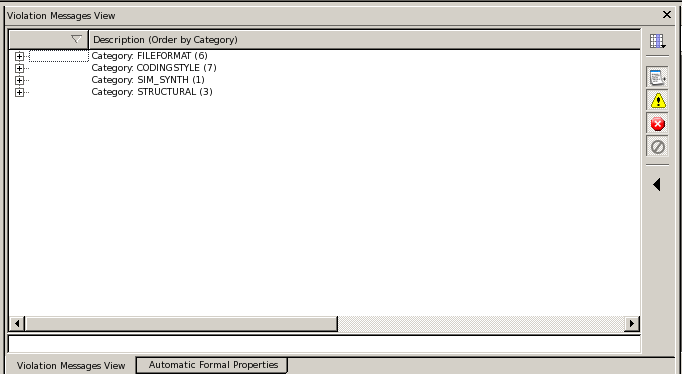 Violation Messages View
Description (Order by Category)
Category: FILEFORMAT (6)
Category: CODINGSTYLE (7)
Category: SIM_SYNTH (1)
Category: STRUCTURAL (3)
Violation Messages View
Automatic Formal Properties